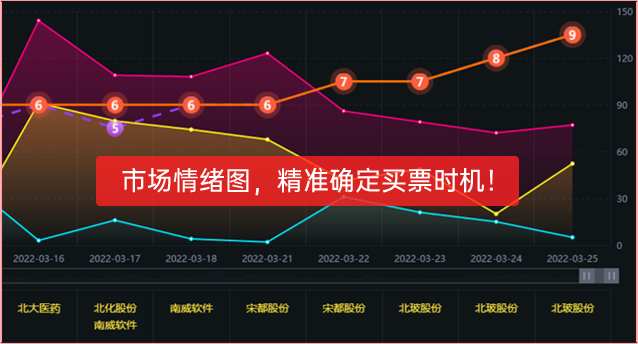 150
120
90
60
30
0
6
6
6
6
7
7
8
9
5
市场情绪图，精准确定买票时机！
2022-03-16
2022-03-17
2022-03-18
2022-03-21
2022-03-22
2022-03-23
2022-03-24
2022-03-25
北大医药
北化股份
南威软件
南威软件
宋都股份
宋都股份
北玻股份
北玻股份
北玻股份